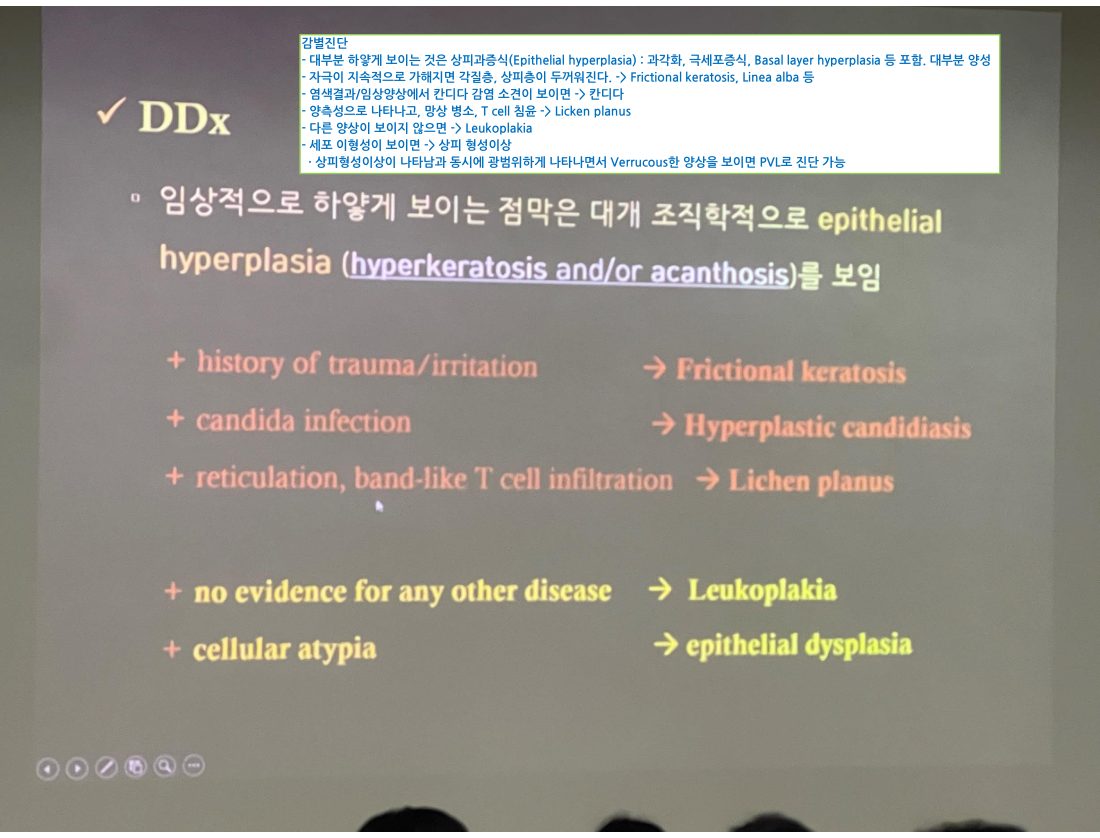 감별진단
- 대부분 하얗게 보이는 것은 상피과증식(Epithelial hyperplasia) : 과각화, 극세포증식, Basal layer hyperplasia 등 포함. 대부분 양성
- 자극이 지속적으로 가해지면 각질층, 상피층이 두꺼워진다. -> Frictional keratosis, Linea alba 등
- 염색결과/임상양상에서 칸디다 감염 소견이 보이면 -> 칸디다
- 양측성으로 나타나고, 망상 병소, T cell 침윤 -> Licken planus
- 다른 양상이 보이지 않으면 -> Leukoplakia
- 세포 이형성이 보이면 -> 상피 형성이상
· 상피형성이상이 나타남과 동시에 광범위하게 나타나면서 Verrucous한 양상을 보이면 PVL로 진단 가능
✓ DDx
▫ 임상적으로 하얗게 보이는 점막은 대개 조직학적으로 epithelial
hyperplasia (hyperkeratosis and/or acanthosis)를 보임
+ history of trauma/irritation → Frictional keratosis
+ candida infection → Hyperplastic candidiasis
+ reticulation, band-like T cell infiltration → Lichen planus
+ no evidence for any other disease → Leukoplakia
+ cellular atypia → epithelial dysplasia